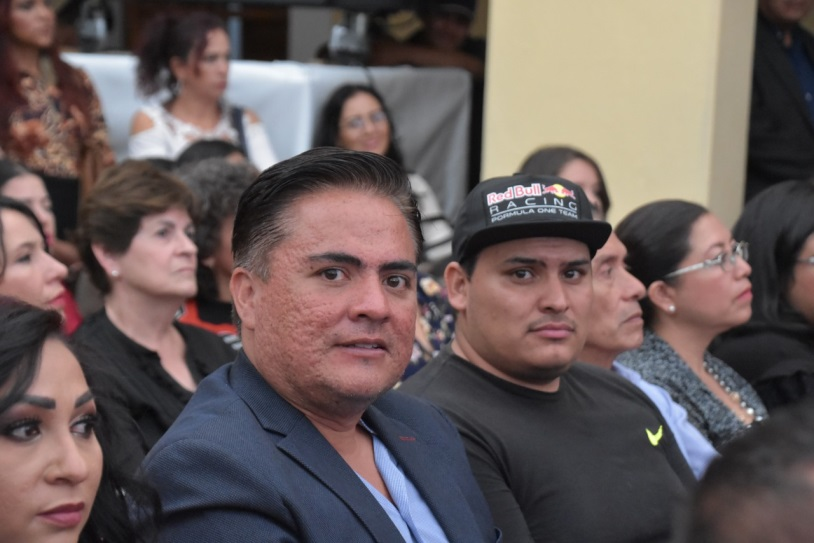 Red Bull
RACING
FORMULA ONE TEAM